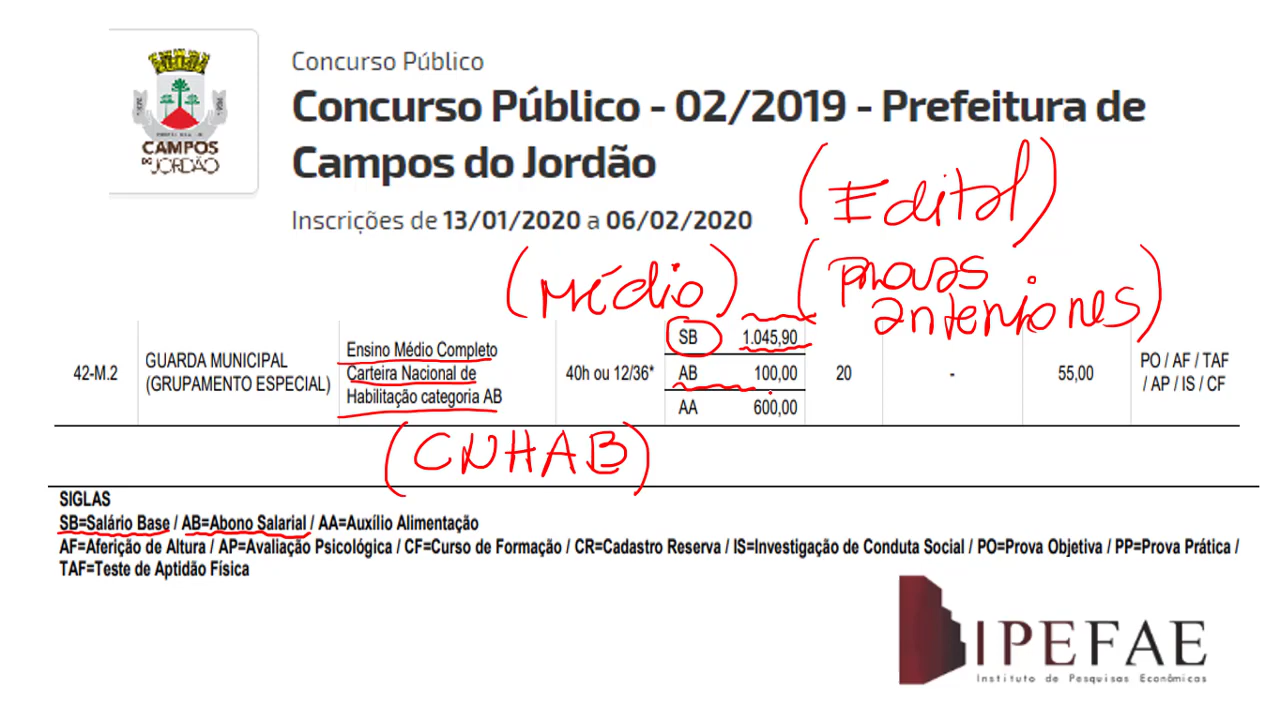 CAMPOS
DO JORDÃO
Concurso Público
Concurso Público - 02/2019 - Prefeitura de
Campos do Jordão
Inscrições de 13/01/2020 a 06/02/2020
(Edital)
(Médio)
(Provas
anteriores)
42-M.2
GUARDA MUNICIPAL
(GRUPAMENTO ESPECIAL)
Ensino Médio Completo
Carteira Nacional de
Habilitação categoria AB
40h ou 12/36*
SB 1.045,90
AB 100,00
AA 600,00
20
-
55,00
PO / AF / TAF
/ AP / IS / CF
(CNHAB)
SIGLAS
SB=Salário Base / AB=Abono Salarial / AA=Auxílio Alimentação
AF=Aferição de Altura / AP=Avaliação Psicológica / CF=Curso de Formação / CR=Cadastro Reserva / IS=Investigação de Conduta Social / PO=Prova Objetiva / PP=Prova Prática /
TAF=Teste de Aptidão Física
IPEFAE
Instituto de Pesquisas Econômicas